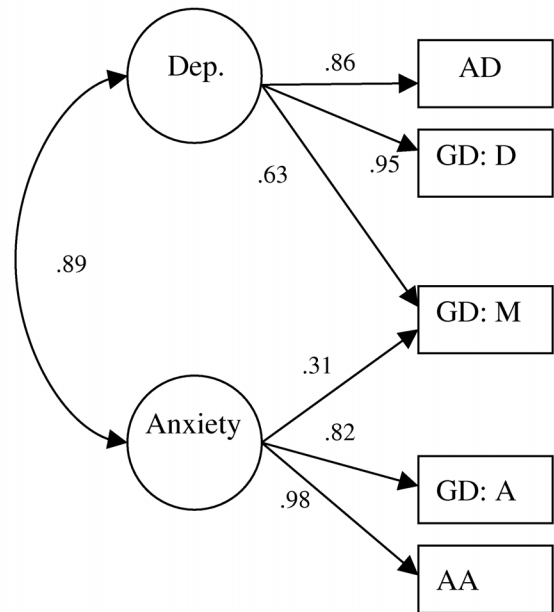 Dep.
.86
AD
.95
GD: D
.63
.89
GD: M
.31
Anxiety
.82
GD: A
.98
AA